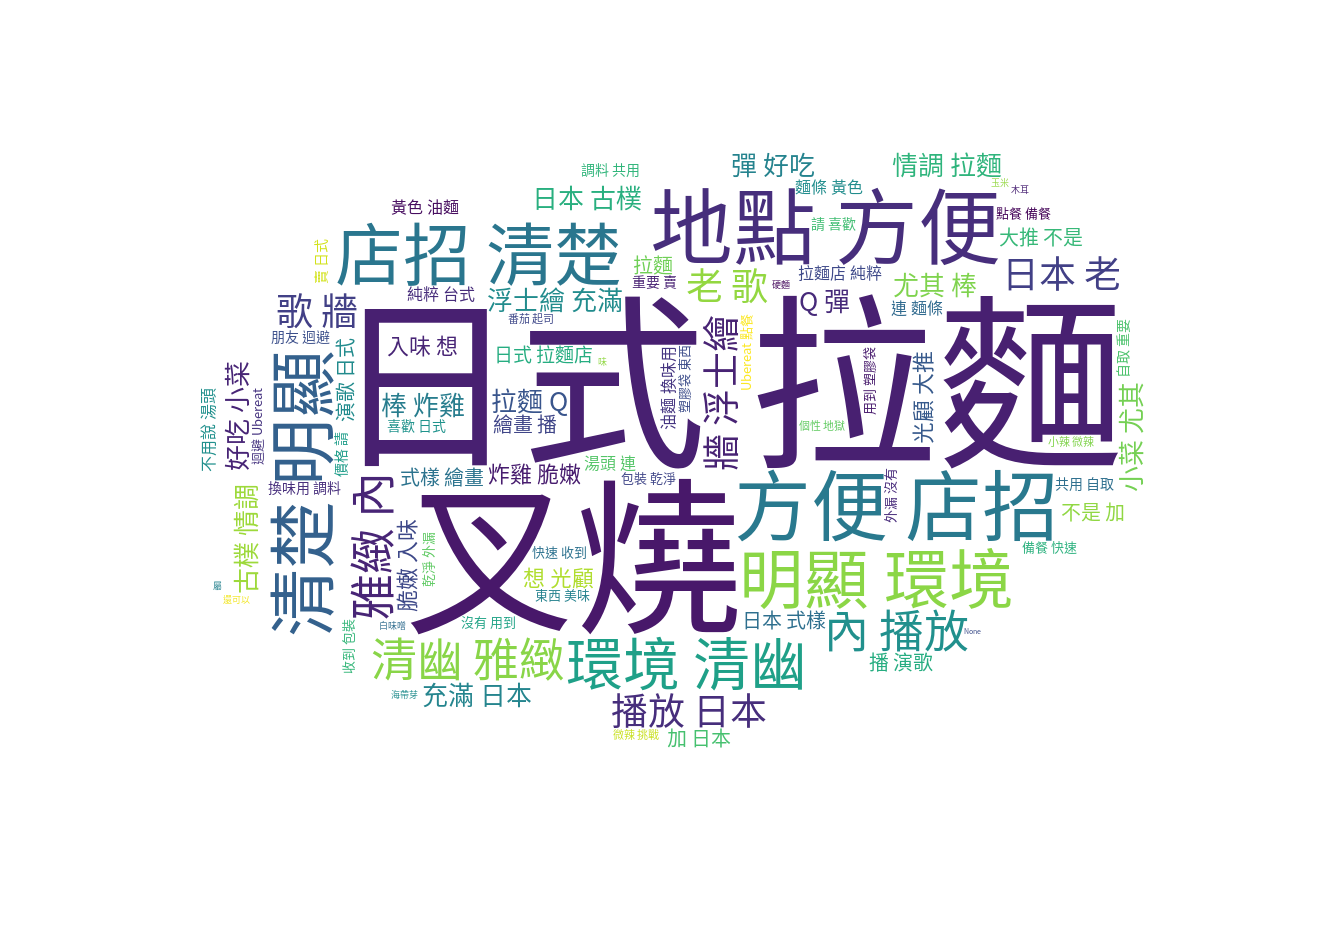 調料 共用
彈 好吃
情調 拉麵
玉米
木耳
麵條 黃色
日本 古樸
黃色 油麵
地點 方便
點餐 備餐
請 喜歡
大推 不是
店招 清楚
賣 日式
拉麵
重要 賣
老 歌
硬麵
拉麵店 純粹
尤其 棒
日本 老
純粹 台式
浮士繪 充滿
歌 牆
Q 彈
連 麵條
番茄 起司
朋友 迴避
日式拉麵
入味 想
日式 拉麵店
味
Ubereat 點餐
自取 重要
演歌 日式
明顯
清楚 明顯
棒 炸雞
拉麵 Q
喜歡 日式
繪畫 播
油麵 換味用
塑膠袋 東西
牆 浮士繪
用到 塑膠袋
光顧 大推
個性 地獄
小辣 微辣
小菜 尤其
不用說 湯頭
好吃 小菜
迴避 Ubereat
價格 請
換味用 調料
式樣 繪畫
炸雞 脆嫩
湯頭 連
包裝 乾淨
外漏 沒有
共用 自取
方便 店招
不是 加
古樸 情調
雅緻 內
脆嫩 入味
乾淨 外漏
叉燒
快速 收到
想 光顧
東西 美味
備餐 快速
明顯 環境
還可以
白味噌
沒有 用到
日本 式樣
內 播放
None
收到 包裝
清幽 雅緻
環境 清幽
播 演歌
海帶芽
充滿 日本
播放 日本
微辣 挑戰
加 日本